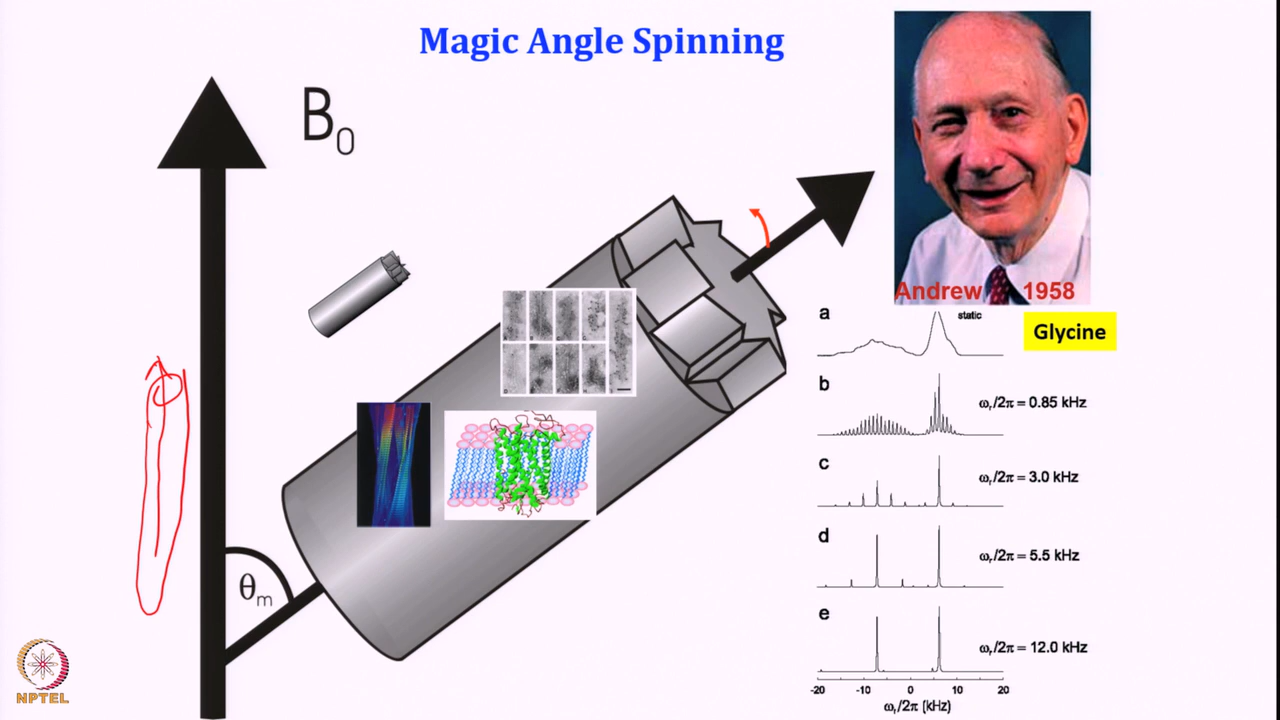 Magic Angle Spinning
B₀
θₘ
Andrew 1958
Glycine
a
static
b
ωᵣ/2π = 0.85 kHz
c
ωᵣ/2π = 3.0 kHz
d
ωᵣ/2π = 5.5 kHz
e
ωᵣ/2π = 12.0 kHz
-20 -10 0 10 20
ωᵣ/2π (kHz)
NPTEL